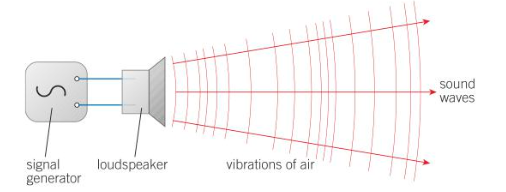 sound
waves
signal
generator
loudspeaker
vibrations of air